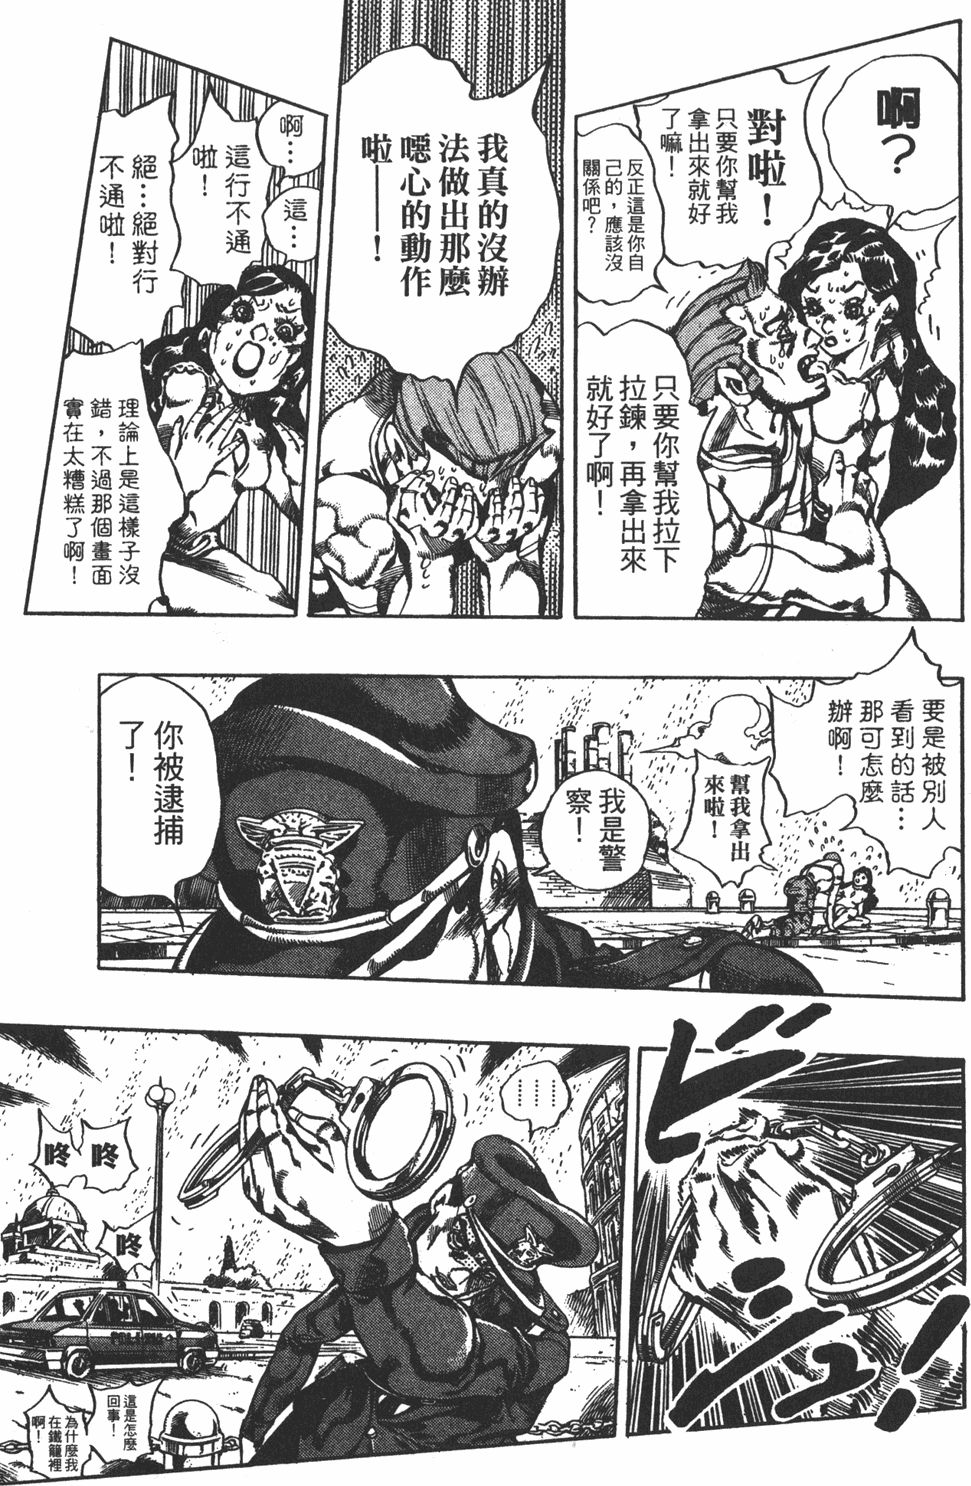 啊？
對啦！
只要你幫我
拿出來就好
了嘛！
反正這是你自
己的，應該沒
關係吧？
只要你幫我拉下
拉鍊，再拿出來
就好了啊！
我真的沒辦
法做出那麼
噁心的動作
啦——！
啊…
這…
這行不通
啦！
絕…絕對行
不通啦！
理論上是這樣子沒
錯，不過那個畫面
實在太糟糕了啊！
要是被別人
看到的話…
那可怎麼
辦啊！
幫我拿出
來啦！
我是警
察！
你被逮捕
了！
ビシュ！
……
咚
咚
咚
這是怎麼
回事！
為什麼我
在鐵籠裡
啊！